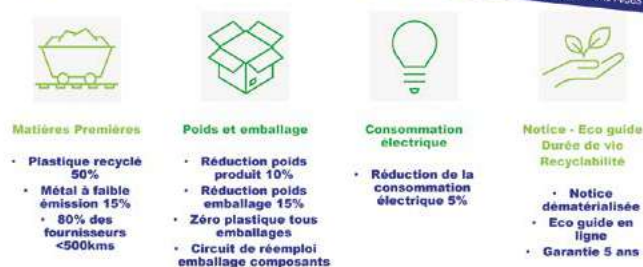 Matières Premières
• Plastique recyclé
50%
• Métal à faible
émission 15%
• 80% des
fournisseurs
<500kms
Poids et emballage
• Réduction poids
produit 10%
• Réduction poids
emballage 15%
• Zéro plastique tous
emballages
• Circuit de réemploi
emballage composants
Consommation
électrique
• Réduction de la
consommation
électrique 5%
Notice - Eco guide
Durée de vie
Recyclabilité
• Notice
dématérialisée
• Eco guide en
ligne
• Garantie 5 ans